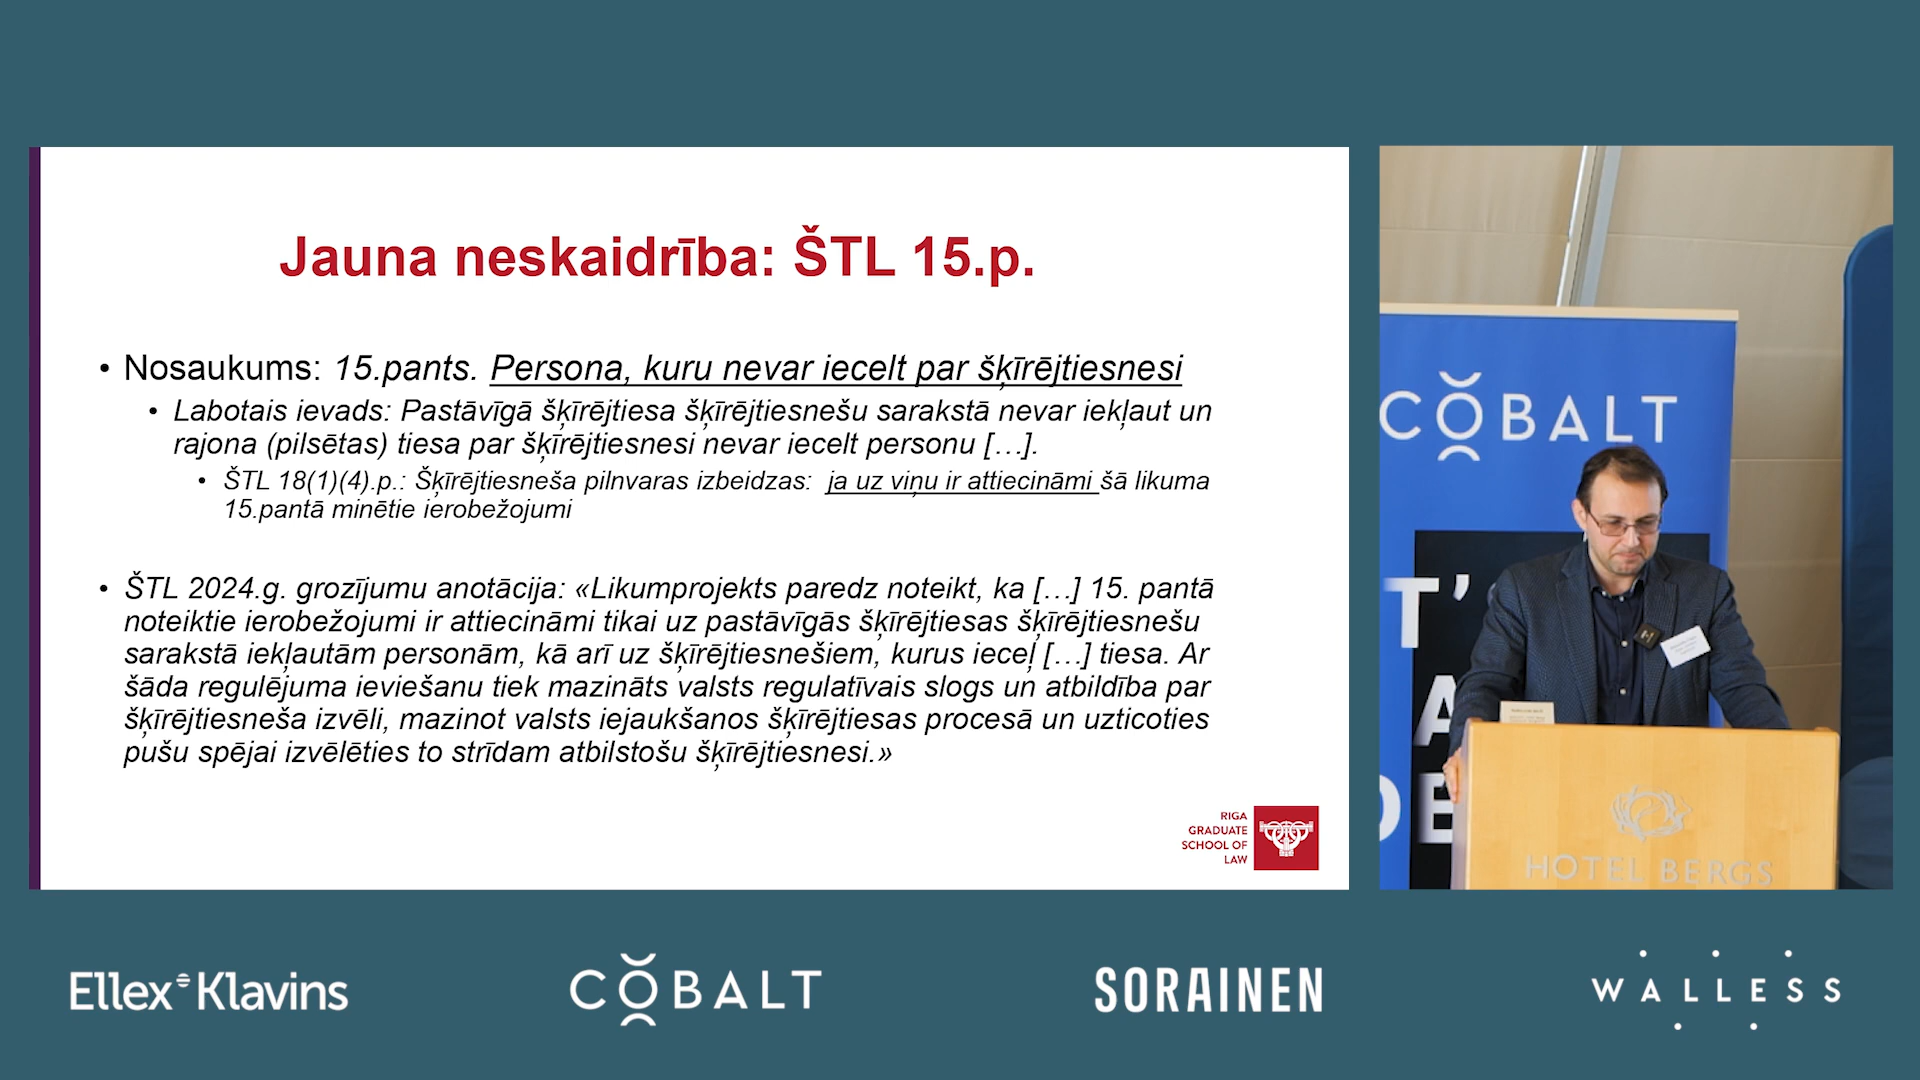 Jauna neskaidrība: ŠTL 15.p.
• Nosaukums: 15.pants. Persona, kuru nevar iecelt par šķīrējtiesnesi
• Labotais ievads: Pastāvīgā šķīrējtiesa šķīrējtiesnešu sarakstā nevar iekļaut un
rajona (pilsētas) tiesa par šķīrējtiesnesi nevar iecelt personu […].
• ŠTL 18(1)(4).p.: Šķīrējtiesneša pilnvaras izbeidzas: ja uz viņu ir attiecināmi šā likuma
15.pantā minētie ierobežojumi
• ŠTL 2024.g. grozījumu anotācija: «Likumprojekts paredz noteikt, ka […] 15. pantā
noteiktie ierobežojumi ir attiecināmi tikai uz pastāvīgās šķīrējtiesas šķīrējtiesnešu
sarakstā iekļautām personām, kā arī uz šķīrējtiesnešiem, kurus ieceļ […] tiesa. Ar
šāda regulējuma ieviešanu tiek mazināts valsts regulatīvais slogs un atbildība par
šķīrējtiesneša izvēli, mazinot valsts iejaukšanos šķīrējtiesas procesā un uzticoties
pušu spējai izvēlēties to strīdam atbilstošu šķīrējtiesnesi.»
RIGA
GRADUATE
SCHOOL OF
LAW
COBALT
T'
A
DE
HOTEL BERGS
Ellex Klavins
COBALT
SORAINEN
WALLESS